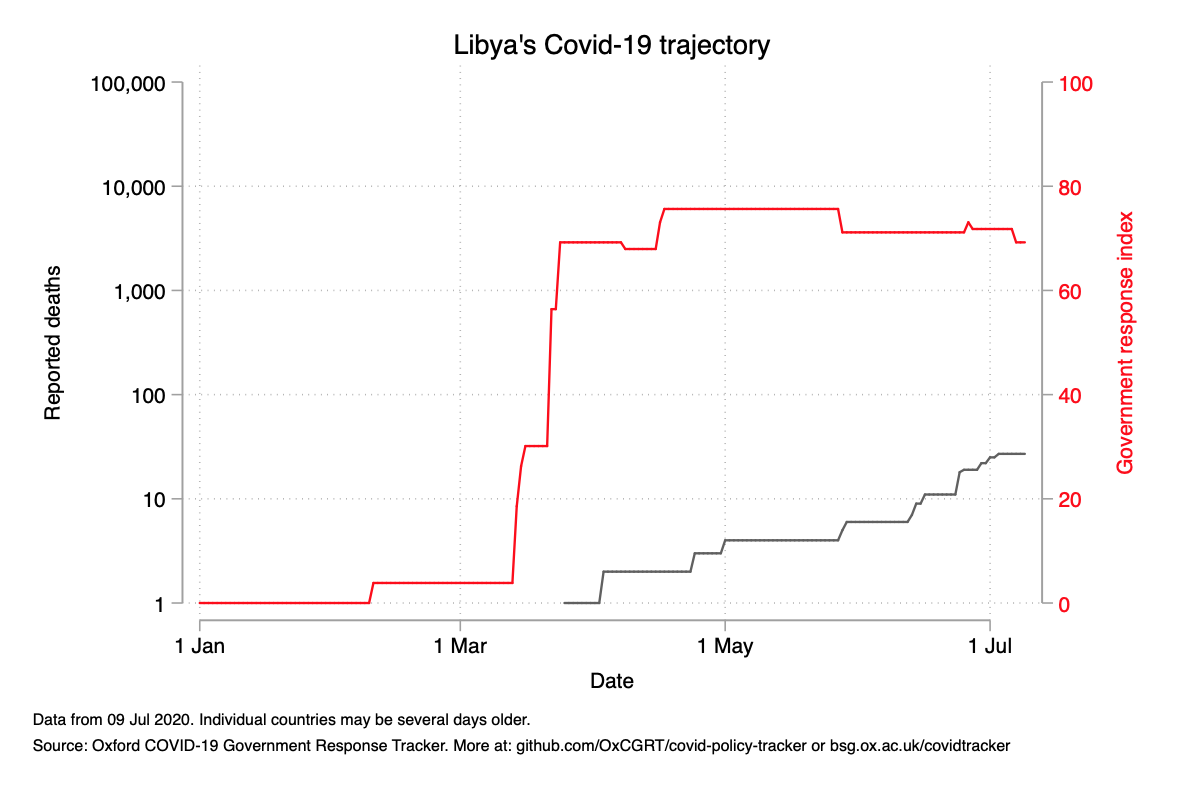 Libya's Covid-19 trajectory
100,000
10,000
1,000
100
10
1
Reported deaths
100
80
60
40
20
0
Government response index
1 Jan
1 Mar
1 May
1 Jul
Date
Data from 09 Jul 2020. Individual countries may be several days older.
Source: Oxford COVID-19 Government Response Tracker. More at: github.com/OxCGRT/covid-policy-tracker or bsg.ox.ac.uk/covidtracker